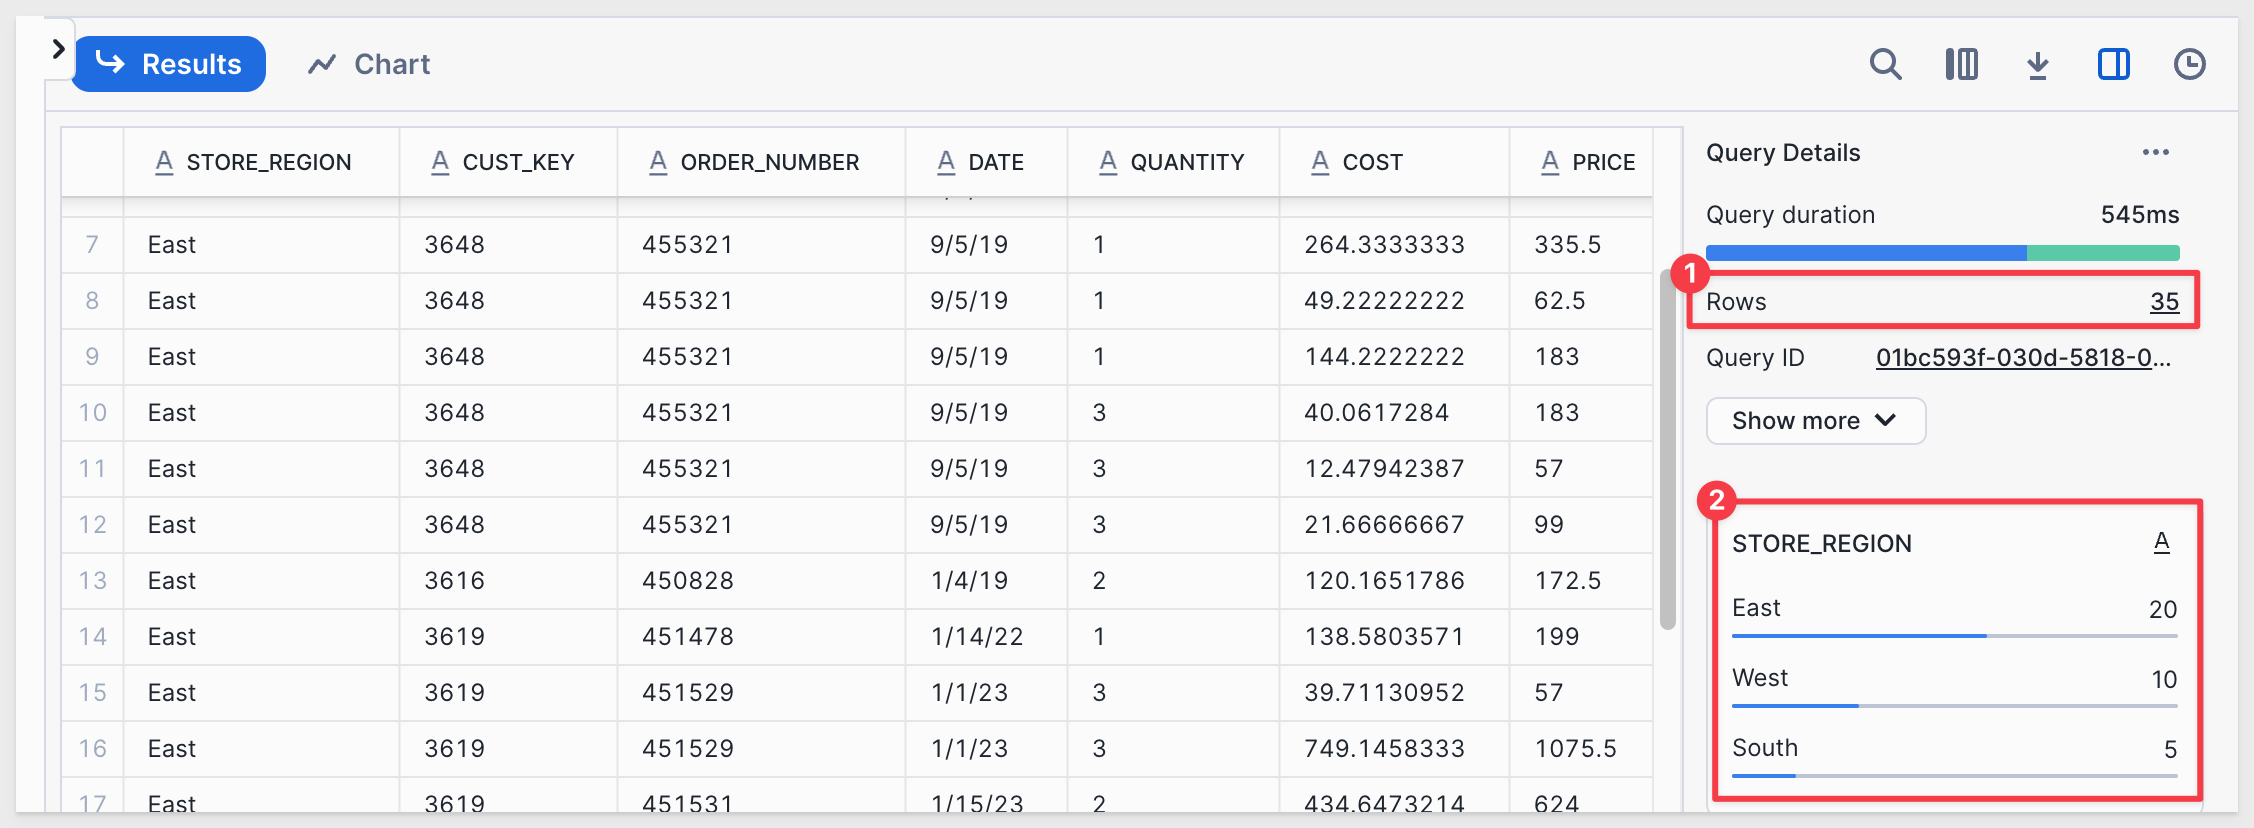 Results Chart
A STORE_REGION A CUST_KEY A ORDER_NUMBER A DATE A QUANTITY A COST A PRICE
7 East 3648 455321 9/5/19 1 264.3333333 335.5
8 East 3648 455321 9/5/19 1 49.22222222 62.5
9 East 3648 455321 9/5/19 1 144.2222222 183
10 East 3648 455321 9/5/19 3 40.0617284 183
11 East 3648 455321 9/5/19 3 12.47942387 57
12 East 3648 455321 9/5/19 3 21.66666667 99
13 East 3616 450828 1/4/19 2 120.1651786 172.5
14 East 3619 451478 1/14/22 1 138.5803571 199
15 East 3619 451529 1/1/23 3 39.71130952 57
16 East 3619 451529 1/1/23 3 749.1458333 1075.5
17 East 3619 451531 1/15/23 2 434.6473214 624
Query Details ...
Query duration 545ms
1
Rows 35
Query ID 01bc593f-030d-5818-0...
Show more
2
STORE_REGION A
East 20
West 10
South 5